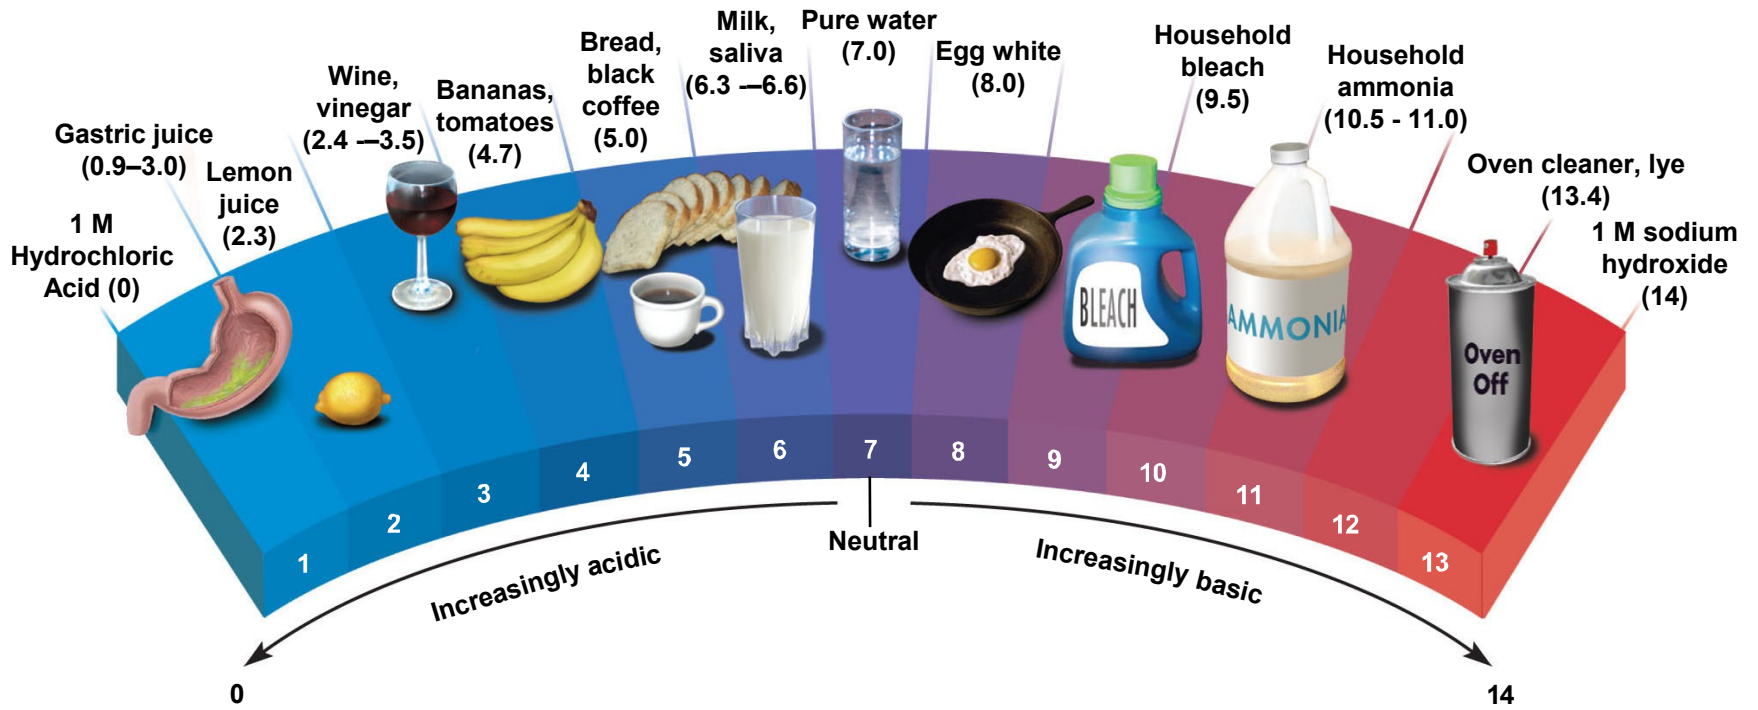 1 M
Hydrochloric
Acid (0)
Gastric juice
(0.9–3.0)
Lemon
juice
(2.3)
Wine,
vinegar
(2.4 -–3.5)
Bananas,
tomatoes
(4.7)
Bread,
black
coffee
(5.0)
Milk,
saliva
(6.3 -–6.6)
Pure water
(7.0)
Egg white
(8.0)
Household
bleach
(9.5)
Household
ammonia
(10.5 - 11.0)
Oven cleaner, lye
(13.4)
1 M sodium
hydroxide
(14)
BLEACH
AMMONIA
Oven
Off
1
2
3
4
5
6
7
8
9
10
11
12
13
Neutral
Increasingly acidic
Increasingly basic
0
14